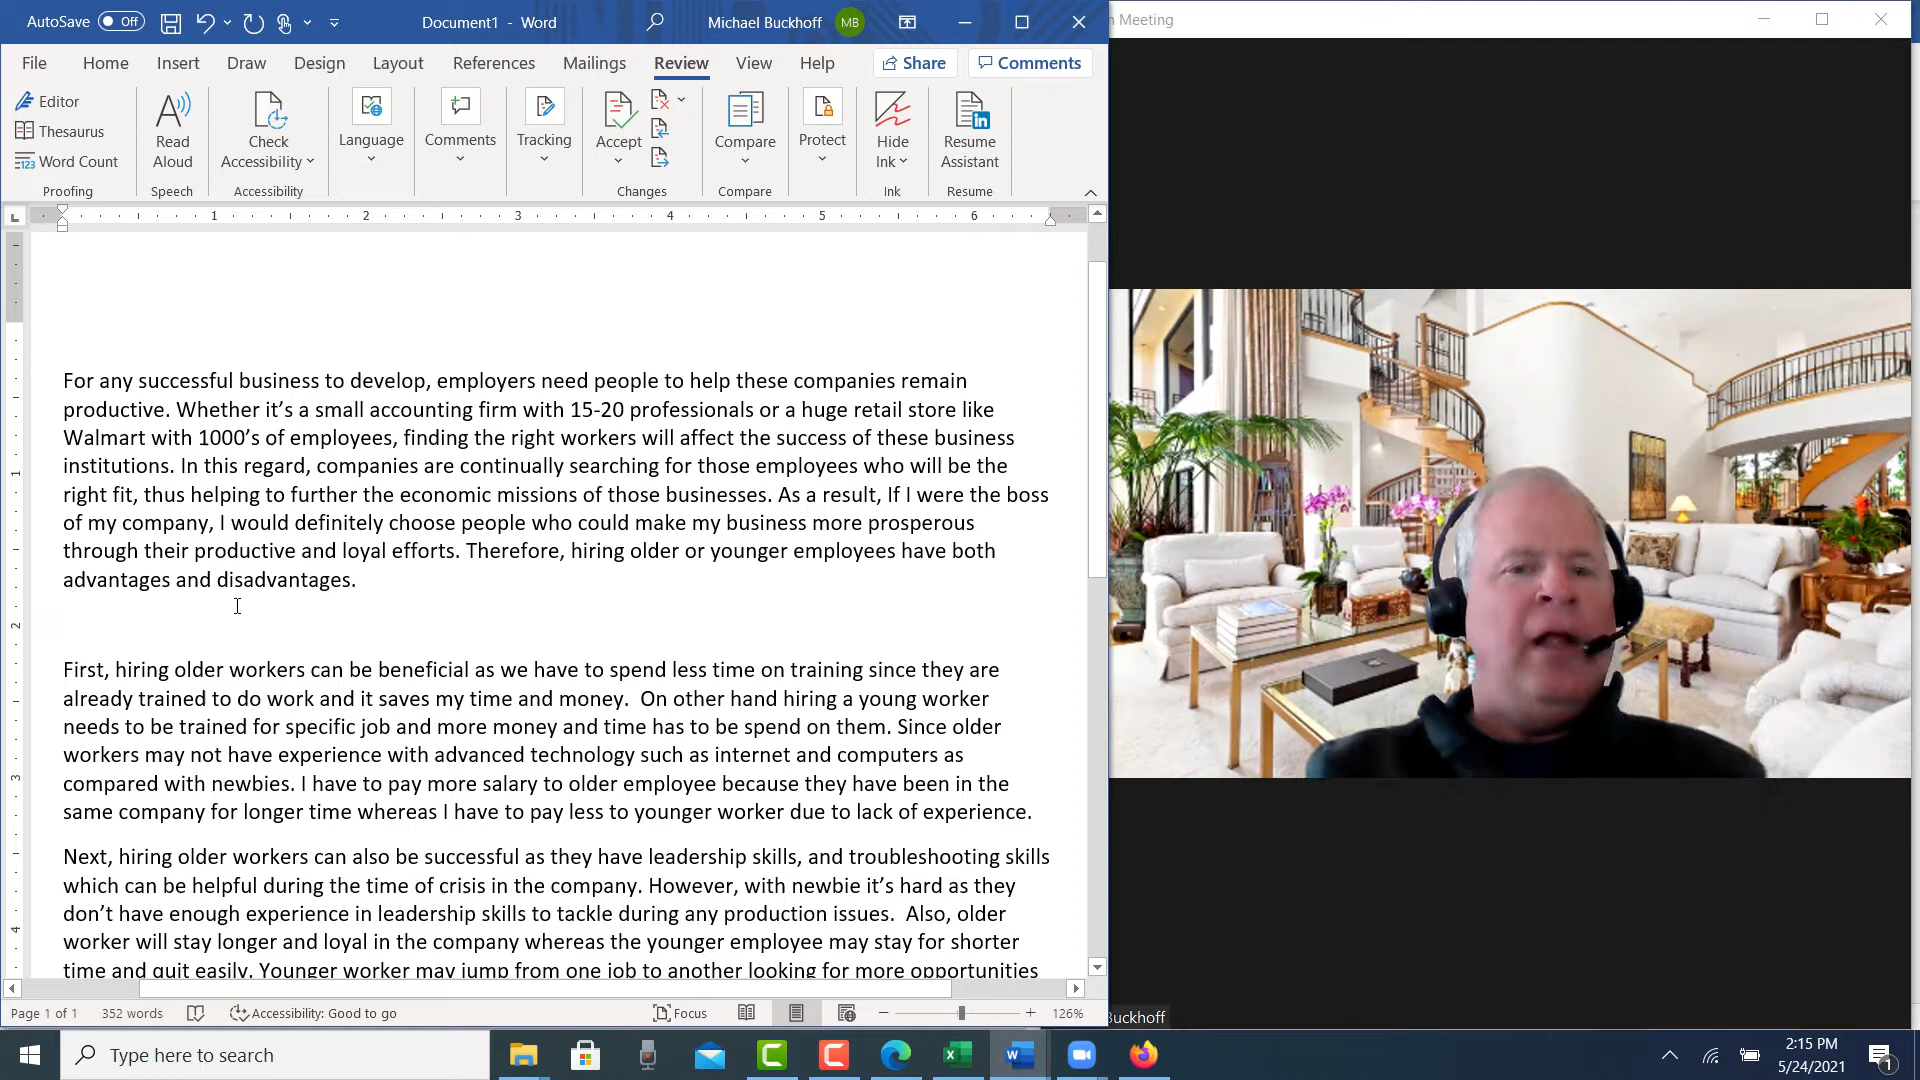 AutoSave Off Document1 - Word Michael Buckhoff MB
File Home Insert Draw Design Layout References Mailings Review View Help Share Comments
Editor
Thesaurus
Word Count
Proofing
Read Aloud
Speech
Check Accessibility
Accessibility
Language
Comments
Tracking
Accept
Changes
Compare
Compare
Protect
Hide Ink
Ink
Resume Assistant
Resume
1 2 3 4 5 6
For any successful business to develop, employers need people to help these companies remain
productive. Whether it’s a small accounting firm with 15-20 professionals or a huge retail store like
Walmart with 1000’s of employees, finding the right workers will affect the success of these business
institutions. In this regard, companies are continually searching for those employees who will be the
right fit, thus helping to further the economic missions of those businesses. As a result, If I were the boss
of my company, I would definitely choose people who could make my business more prosperous
through their productive and loyal efforts. Therefore, hiring older or younger employees have both
advantages and disadvantages.
First, hiring older workers can be beneficial as we have to spend less time on training since they are
already trained to do work and it saves my time and money.  On other hand hiring a young worker
needs to be trained for specific job and more money and time has to be spend on them. Since older
workers may not have experience with advanced technology such as internet and computers as
compared with newbies. I have to pay more salary to older employee because they have been in the
same company for longer time whereas I have to pay less to younger worker due to lack of experience.
Next, hiring older workers can also be successful as they have leadership skills, and troubleshooting skills
which can be helpful during the time of crisis in the company. However, with newbie it’s hard as they
don’t have enough experience in leadership skills to tackle during any production issues.  Also, older
worker will stay longer and loyal in the company whereas the younger employee may stay for shorter
time and quit easily. Younger worker may jump from one job to another looking for more opportunities
1
2
3
4
Page 1 of 1 352 words Accessibility: Good to go Focus 126%
Meeting
Buckhoff
Type here to search
2:15 PM
5/24/2021
1